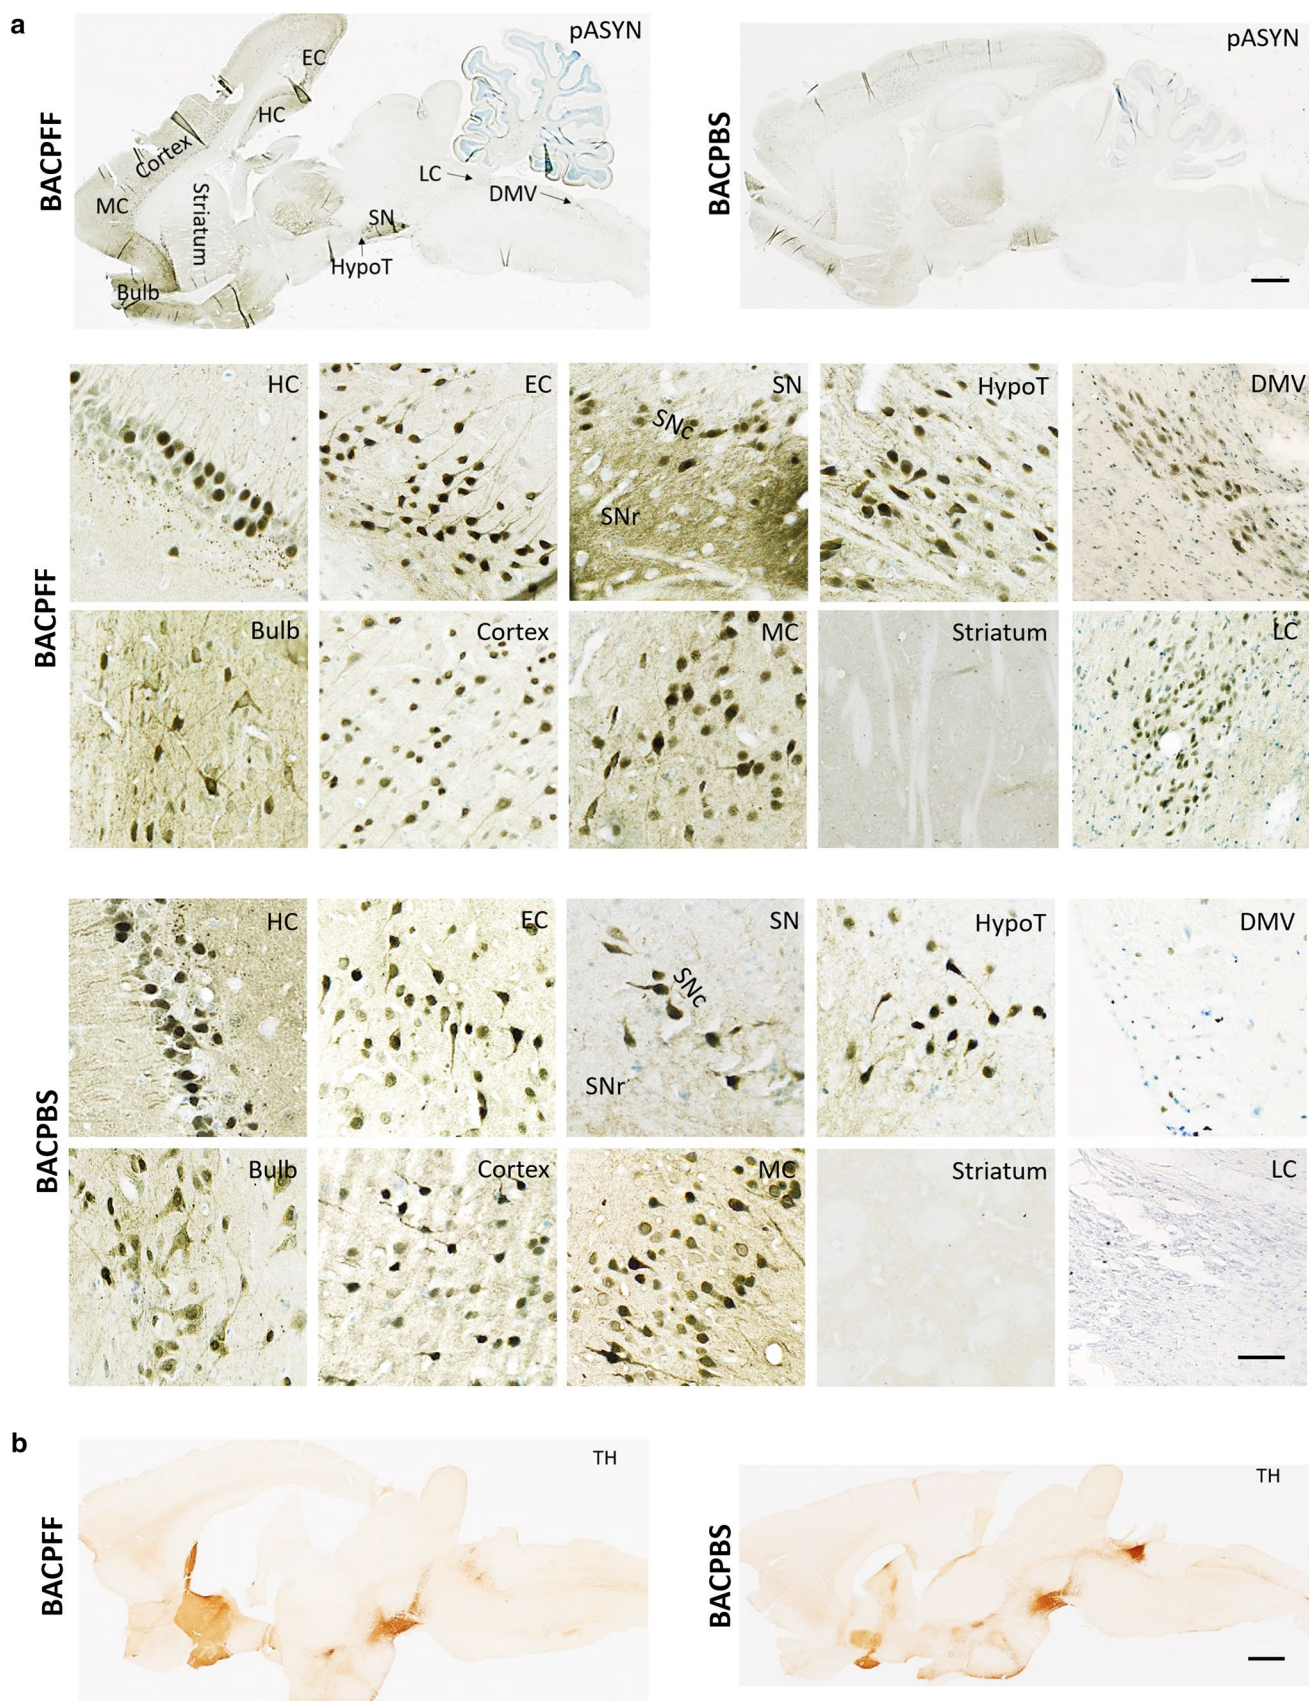 a
BACPFF
pASYN
EC
HC
Cortex
MC
Striatum
LC
DMV
SN
HypoT
Bulb
BACPBS
pASYN
BACPFF
HC
EC
SN
SNc
SNr
HypoT
DMV
Bulb
Cortex
MC
Striatum
LC
BACPBS
HC
EC
SN
SNc
SNr
HypoT
DMV
Bulb
Cortex
MC
Striatum
LC
b
BACPFF
TH
BACPBS
TH